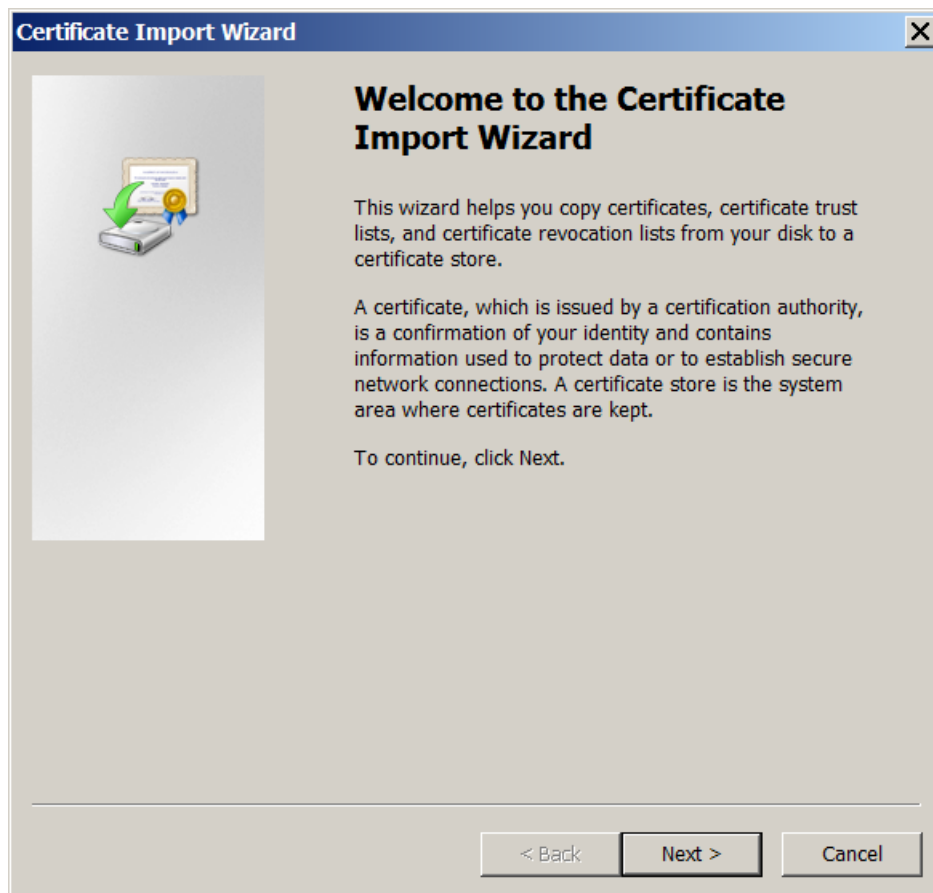 Certificate Import Wizard
Welcome to the Certificate
Import Wizard
This wizard helps you copy certificates, certificate trust
lists, and certificate revocation lists from your disk to a
certificate store.
A certificate, which is issued by a certification authority,
is a confirmation of your identity and contains
information used to protect data or to establish secure
network connections. A certificate store is the system
area where certificates are kept.
To continue, click Next.
< Back
Next >
Cancel